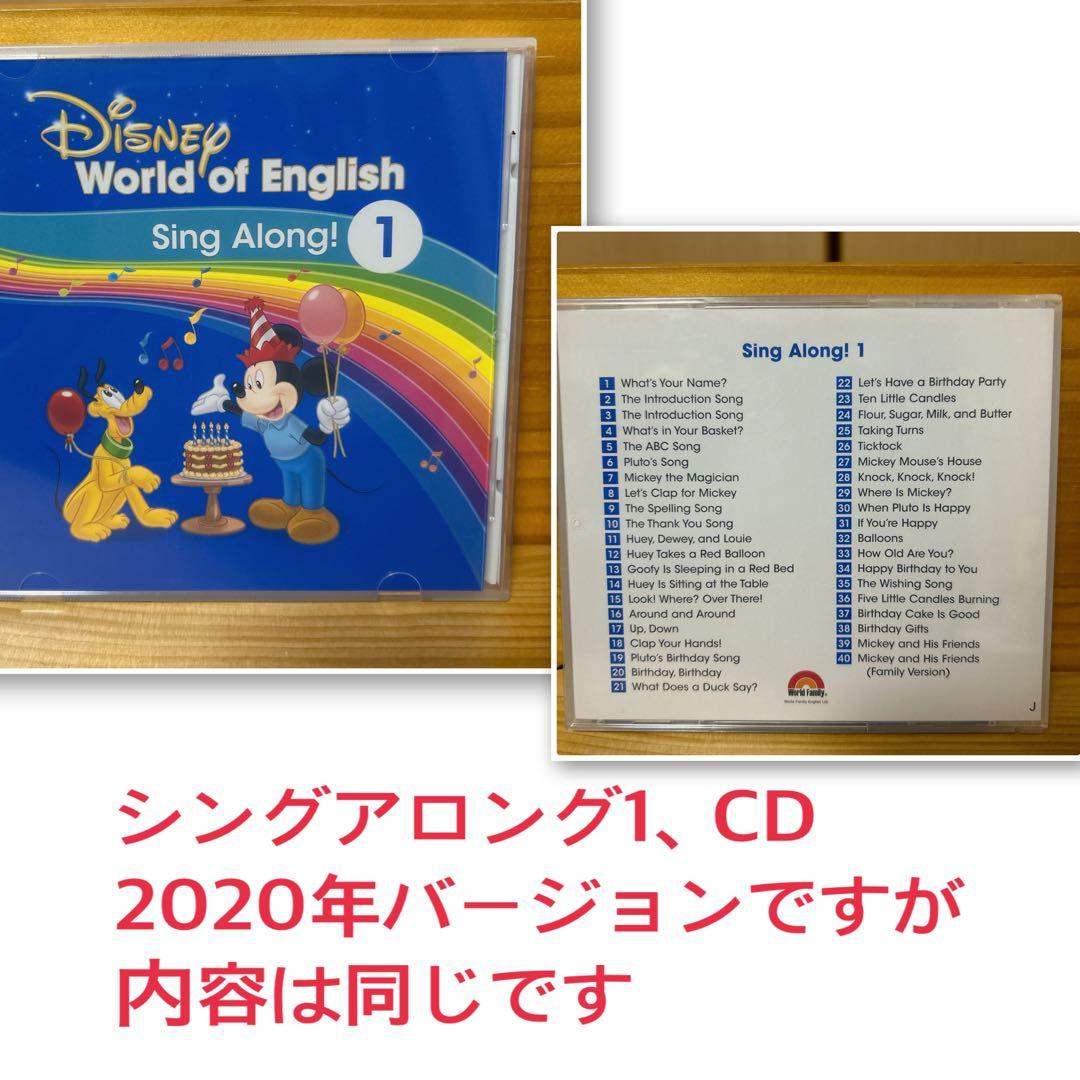 Disney
World of English
Sing Along! 1
Sing Along! 1
1 What's Your Name?
2 The Introduction Song
3 The Introduction Song
4 What's in Your Basket?
5 The ABC Song
6 Pluto's Song
7 Mickey the Magician
8 Let's Clap for Mickey
9 The Spelling Song
10 The Thank You Song
11 Huey, Dewey, and Louie
12 Huey Takes a Red Balloon
13 Goofy Is Sleeping in a Red Bed
14 Huey Is Sitting at the Table
15 Look! Where? Over There!
16 Around and Around
17 Up, Down
18 Clap Your Hands!
19 Pluto's Birthday Song
20 Birthday, Birthday
21 What Does a Duck Say?
22 Let's Have a Birthday Party
23 Ten Little Candles
24 Flour, Sugar, Milk, and Butter
25 Taking Turns
26 Ticktock
27 Mickey Mouse's House
28 Knock, Knock, Knock!
29 Where Is Mickey?
30 When Pluto Is Happy
31 If You're Happy
32 Balloons
33 How Old Are You?
34 Happy Birthday to You
35 The Wishing Song
36 Five Little Candles Burning
37 Birthday Cake Is Good
38 Birthday Gifts
39 Mickey and His Friends
40 Mickey and His Friends
(Family Version)
World Family
World Family English Ltd
J
シングアロング1、CD
2020年バージョンですが
内容は同じです